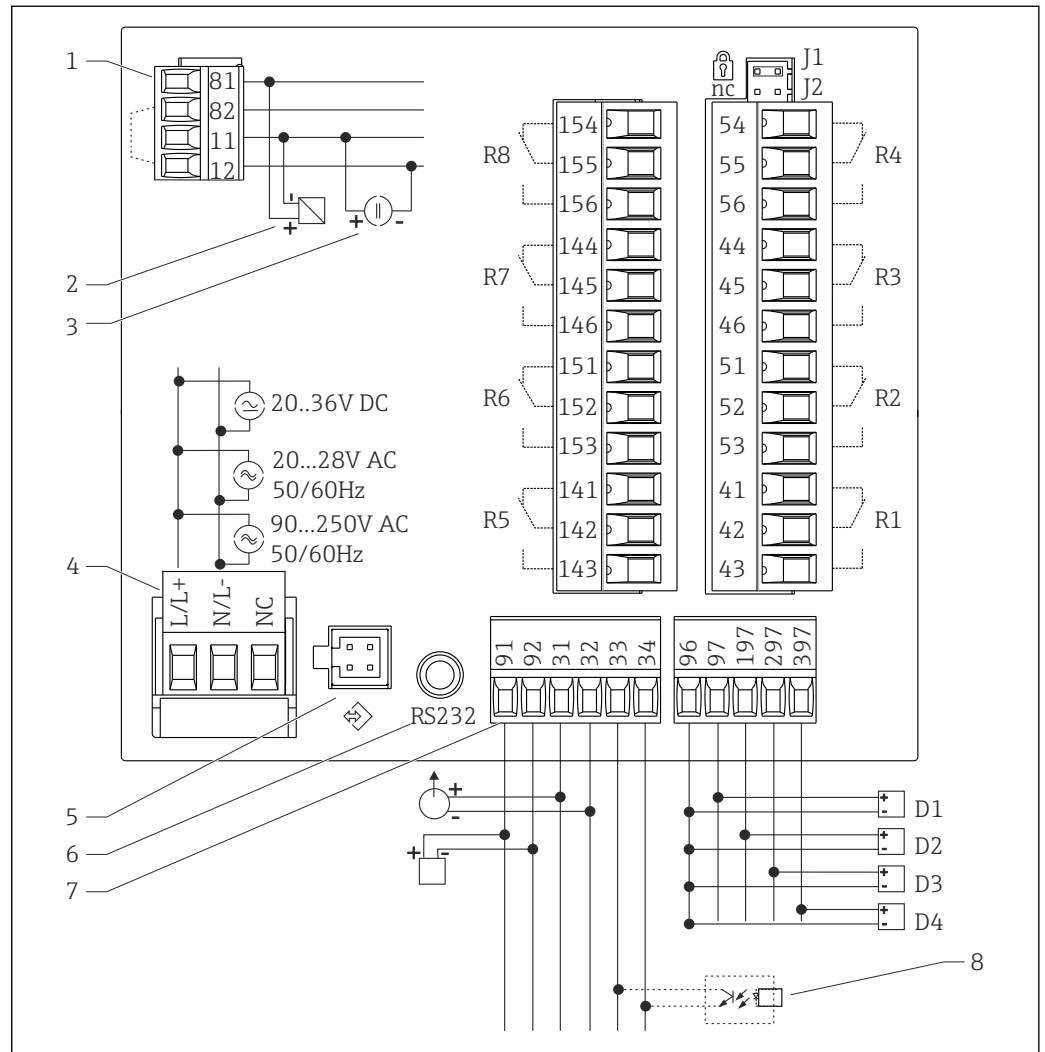 1
81
82
11
12
+
-
+
-
2
3
nc
J1
J2
R8
154
155
156
R7
144
145
146
R6
151
152
153
R5
141
142
143
54
55
56
R4
44
45
46
R3
51
52
53
R2
41
42
43
R1
20..36V DC
20...28V AC
50/60Hz
90...250V AC
50/60Hz
4
L/L+
N/L-
NC
RS232
91
92
31
32
33
34
96
97
197
297
397
5
6
7
+
-
+
-
+
-
D1
+
-
D2
+
-
D3
+
-
D4
8